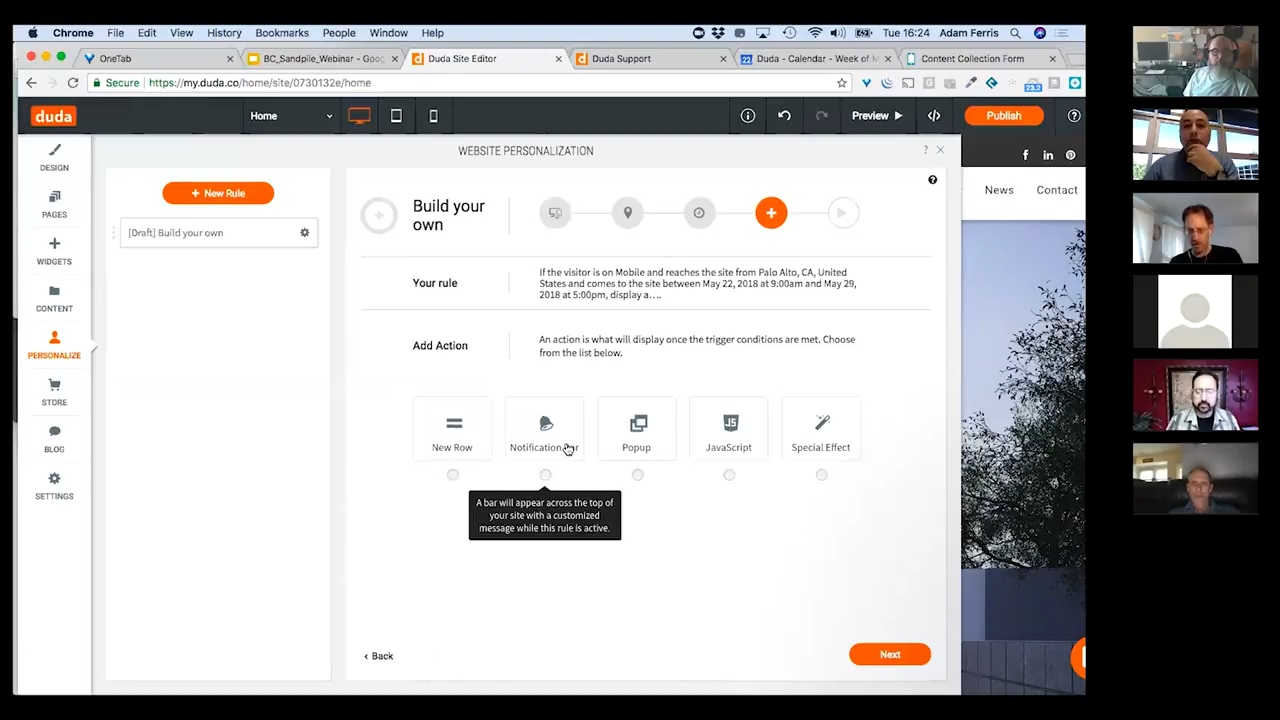 Chrome File Edit View History Bookmarks People Window Help Tue 16:24 Adam Ferris
OneTab
BC_Sandpile_Webinar - Goog
Duda Site Editor
Duda Support
22 Duda - Calendar - Week of M
Content Collection Form
Secure https://my.duda.co/home/site/0730132e/home
23.2
duda
Home
Preview
</>
Publish
?
WEBSITE PERSONALIZATION
?
DESIGN
PAGES
WIDGETS
CONTENT
PERSONALIZE
STORE
BLOG
SETTINGS
+ New Rule
[Draft] Build your own
Build your
own
Your rule
If the visitor is on Mobile and reaches the site from Palo Alto, CA, United
States and comes to the site between May 22, 2018 at 9:00am and May 29,
2018 at 5:00pm, display a....
Add Action
An action is what will display once the trigger conditions are met. Choose
from the list below.
New Row
Notification Bar
Popup
JS
JavaScript
Special Effect
A bar will appear across the top of
your site with a customized
message while this rule is active.
< Back
Next
News Contact